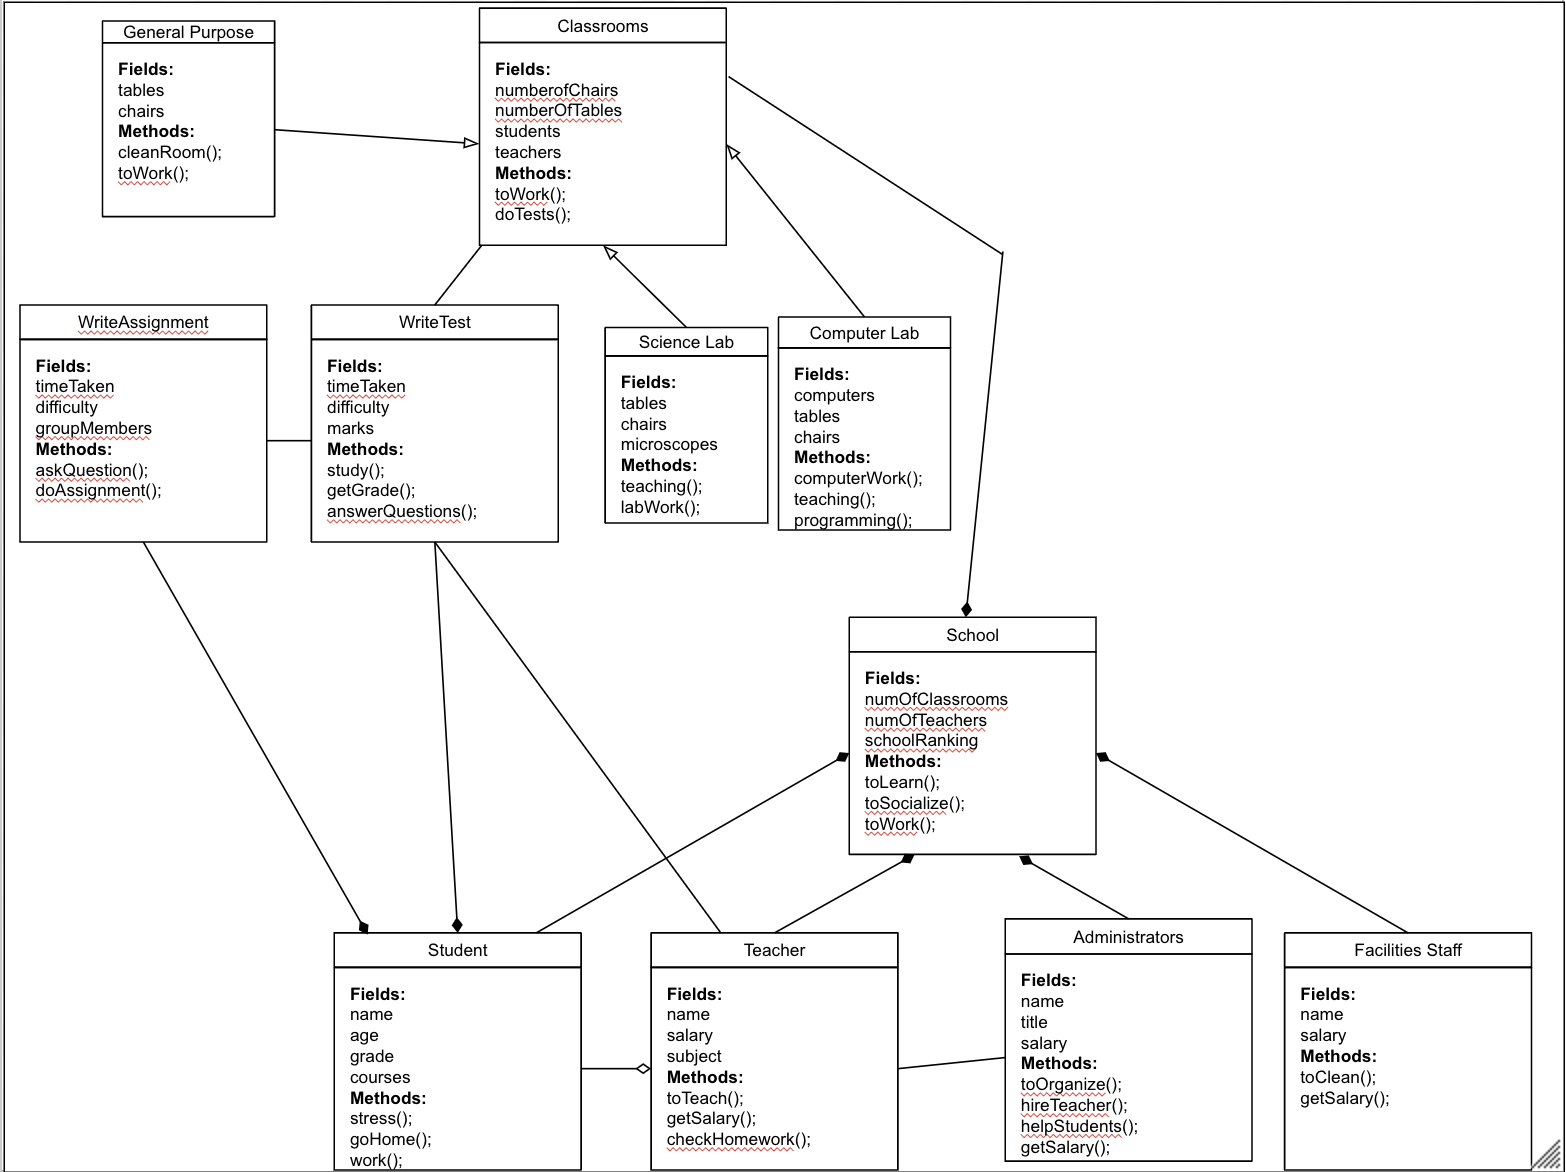 General Purpose
Fields:
tables
chairs
Methods:
cleanRoom();
toWork();
Classrooms
Fields:
numberofChairs
numberOfTables
students
teachers
Methods:
toWork();
doTests();
WriteAssignment
Fields:
timeTaken
difficulty
groupMembers
Methods:
askQuestion();
doAssignment();
WriteTest
Fields:
timeTaken
difficulty
marks
Methods:
study();
getGrade();
answerQuestions();
Science Lab
Fields:
tables
chairs
microscopes
Methods:
teaching();
labWork();
Computer Lab
Fields:
computers
tables
chairs
Methods:
computerWork();
teaching();
programming();
School
Fields:
numOfClassrooms
numOfTeachers
schoolRanking
Methods:
toLearn();
toSocialize();
toWork();
Student
Fields:
name
age
grade
courses
Methods:
stress();
goHome();
work();
Teacher
Fields:
name
salary
subject
Methods:
toTeach();
getSalary();
checkHomework();
Administrators
Fields:
name
title
salary
Methods:
toOrganize();
hireTeacher();
helpStudents();
getSalary();
Facilities Staff
Fields:
name
salary
Methods:
toClean();
getSalary();